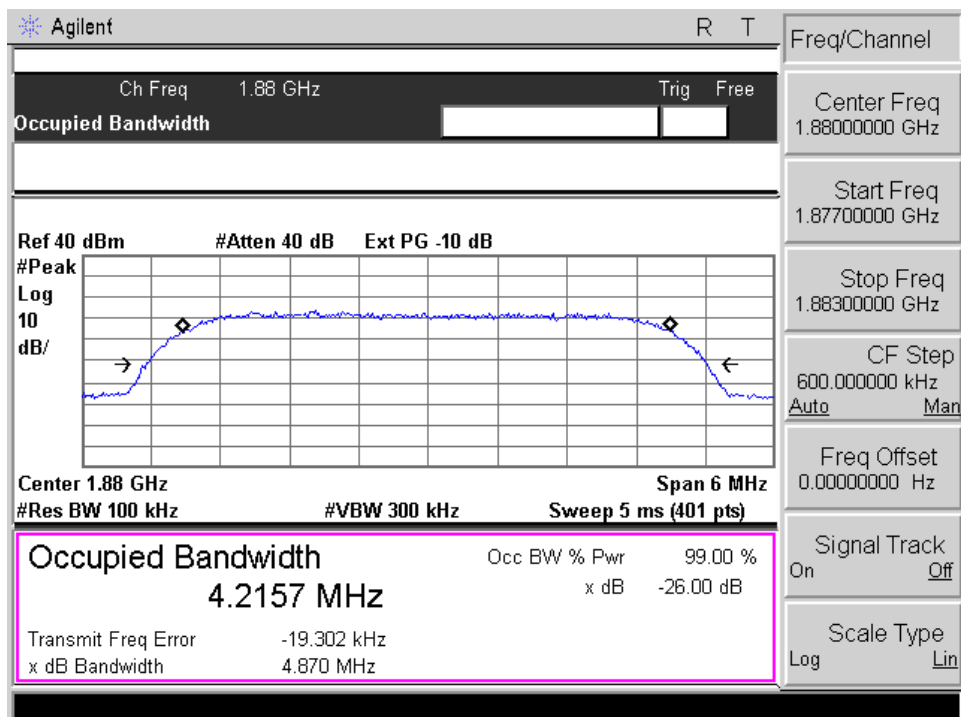 Agilent R T
Ch Freq 1.88 GHz Trig Free
Occupied Bandwidth
Ref 40 dBm #Atten 40 dB Ext PG -10 dB
#Peak
Log
10
dB/
Center 1.88 GHz Span 6 MHz
#Res BW 100 kHz #VBW 300 kHz Sweep 5 ms (401 pts)
Occupied Bandwidth Occ BW % Pwr 99.00 %
4.2157 MHz x dB -26.00 dB
Transmit Freq Error -19.302 kHz
x dB Bandwidth 4.870 MHz
Freq/Channel
Center Freq
1.88000000 GHz
Start Freq
1.87700000 GHz
Stop Freq
1.88300000 GHz
CF Step
600.000000 kHz
Auto Man
Freq Offset
0.00000000 Hz
Signal Track
On Off
Scale Type
Log Lin